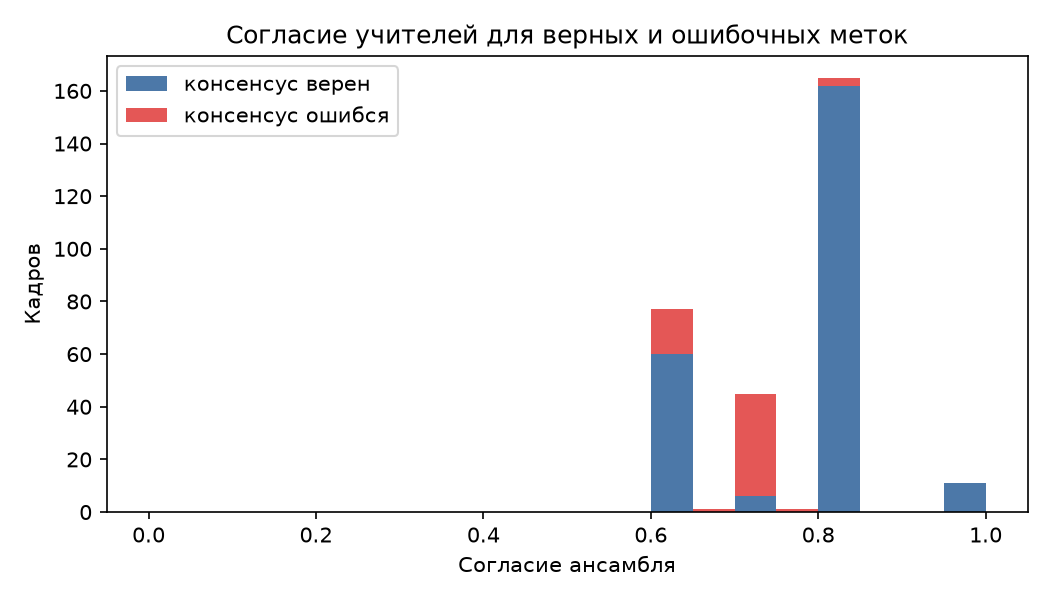 Согласие учителей для верных и ошибочных меток
консенсус верен
консенсус ошибся
160
140
120
100
80
60
40
20
0
Кадров
0.0 0.2 0.4 0.6 0.8 1.0
Согласие ансамбля